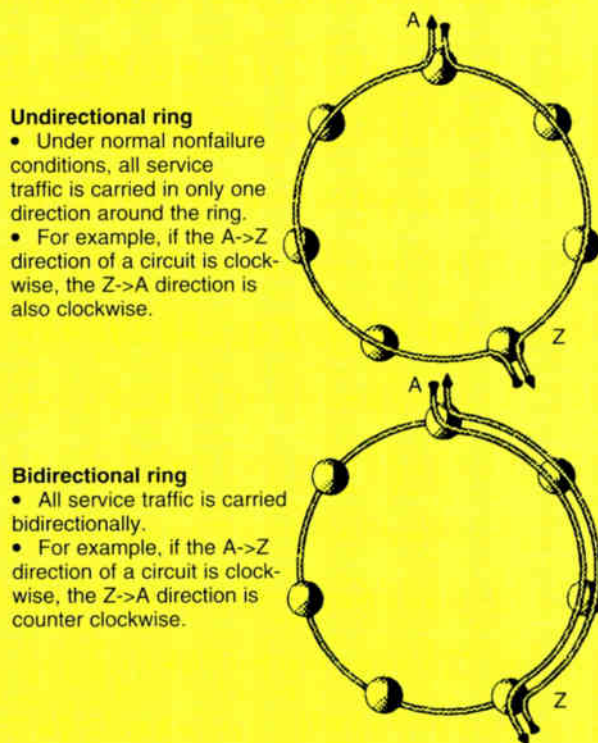 A
Undirectional ring
• Under normal nonfailure
conditions, all service
traffic is carried in only one
direction around the ring.
• For example, if the A->Z
direction of a circuit is clock-
wise, the Z->A direction is
also clockwise.
Z
A
Bidirectional ring
• All service traffic is carried
bidirectionally.
• For example, if the A->Z
direction of a circuit is clock-
wise, the Z->A direction is
counter clockwise.
Z